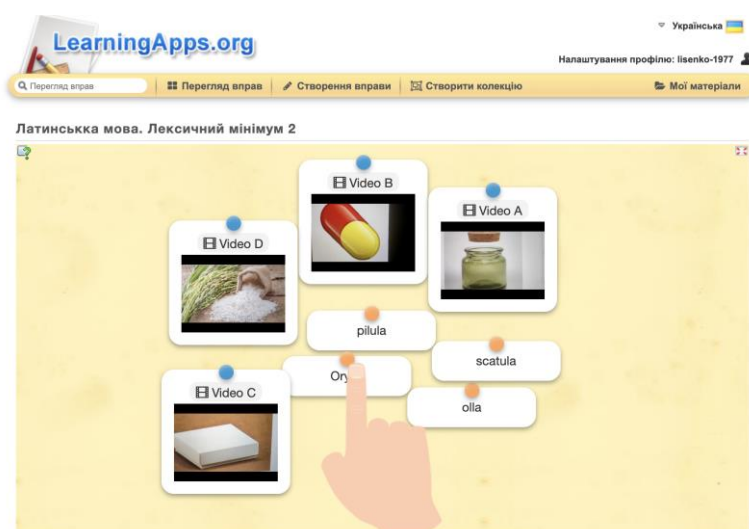 Українська
LearningApps.org
Налаштування профілю: lisenko-1977
Перегляд вправ
Перегляд вправ
Створення вправи
Створити колекцію
Мої матеріали
Латинськка мова. Лексичний мінімум 2
Video B
Video A
Video D
pilula
scatula
Video C
olla